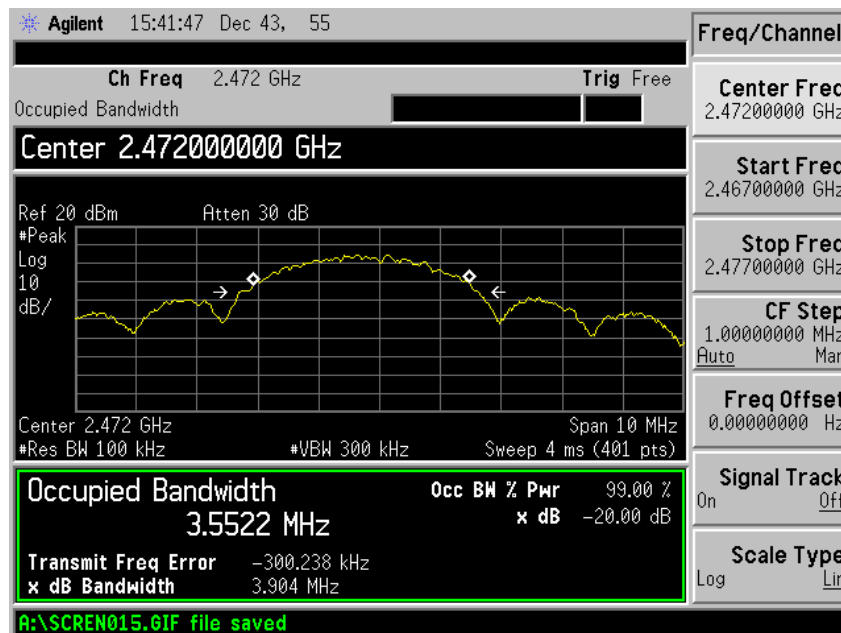 Agilent 15:41:47 Dec 43, 55
Ch Freq 2.472 GHz Trig Free
Occupied Bandwidth
Center 2.472000000 GHz
Ref 20 dBm Atten 30 dB
#Peak
Log
10
dB/
Center 2.472 GHz Span 10 MHz
#Res BW 100 kHz #VBW 300 kHz Sweep 4 ms (401 pts)
Occupied Bandwidth
3.5522 MHz
Occ BW % Pwr 99.00 %
x dB -20.00 dB
Transmit Freq Error -300.238 kHz
x dB Bandwidth 3.904 MHz
A:\SCREN015.GIF file saved
Freq/Channel
Center Freq
2.47200000 GHz
Start Freq
2.46700000 GHz
Stop Freq
2.47700000 GHz
CF Step
1.00000000 MHz
Auto Man
Freq Offset
0.00000000 Hz
Signal Track
On Off
Scale Type
Log Lin